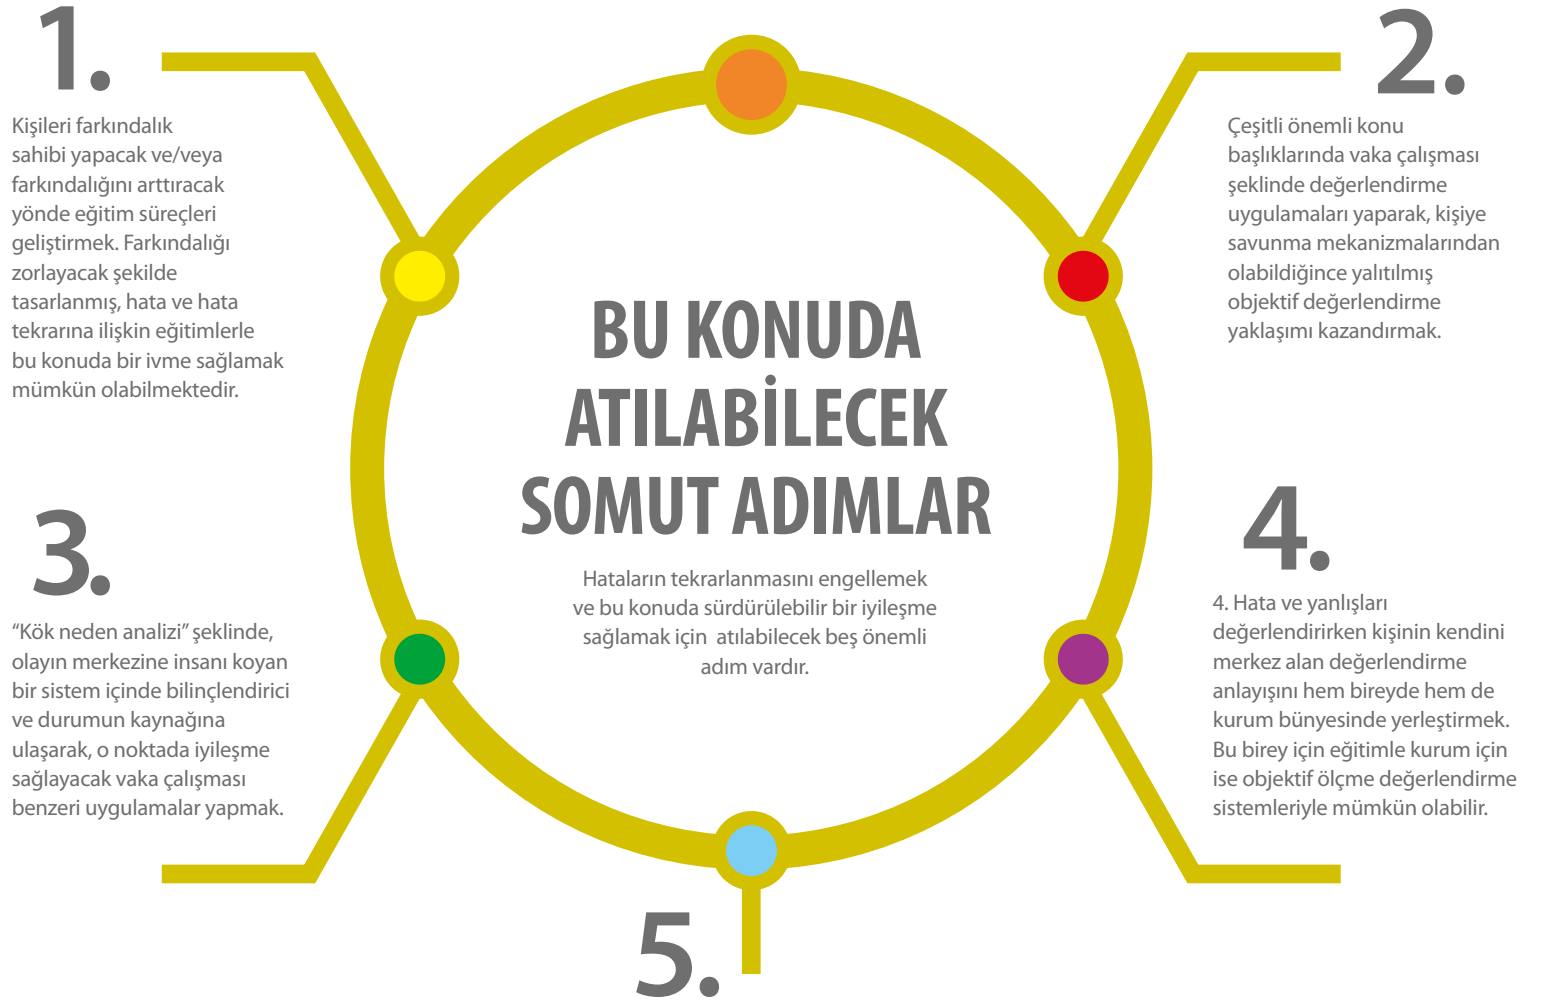 1.
Kişileri farkındalık
sahibi yapacak ve/veya
farkındalığını arttıracak
yönde eğitim süreçleri
geliştirmek. Farkındalığı
zorlayacak şekilde
tasarlanmış, hata ve hata
tekrarına ilişkin eğitimlerle
bu konuda bir ivme sağlamak
mümkün olabilmektedir.
2.
Çeşitli önemli konu
başlıklarında vaka çalışması
şeklinde değerlendirme
uygulamaları yaparak, kişiye
savunma mekanizmalarından
olabildiğince yalıtılmış
objektif değerlendirme
yaklaşımı kazandırmak.
BU KONUDA
ATILABİLECEK
SOMUT ADIMLAR
Hataların tekrarlanmasını engellemek
ve bu konuda sürdürülebilir bir iyileşme
sağlamak için atılabilecek beş önemli
adım vardır.
3.
“Kök neden analizi” şeklinde,
olayın merkezine insanı koyan
bir sistem içinde bilinçlendirici
ve durumun kaynağına
ulaşarak, o noktada iyileşme
sağlayacak vaka çalışması
benzeri uygulamalar yapmak.
4.
4. Hata ve yanlışları
değerlendirirken kişinin kendini
merkez alan değerlendirme
anlayışını hem bireyde hem de
kurum bünyesinde yerleştirmek.
Bu birey için eğitimle kurum için
ise objektif ölçme değerlendirme
sistemleriyle mümkün olabilir.
5.